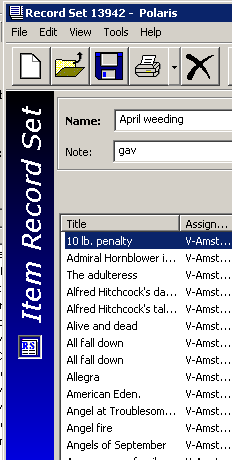 Record Set 13942 - Polaris
File Edit View Tools Help
Item Record Set
RS
Name: April weeding
Note: gav
Title Assign...
10 lb. penalty V-Amst...
Admiral Hornblower i... V-Amst...
The adulteress V-Amst...
Alfred Hitchcock's da... V-Amst...
Alfred Hitchcock's tal... V-Amst...
Alive and dead V-Amst...
All fall down V-Amst...
All fall down V-Amst...
Allegra V-Amst...
American Eden. V-Amst...
Angel at Troublesom... V-Amst...
Angel fire V-Amst...
Angels of September V-Amst...